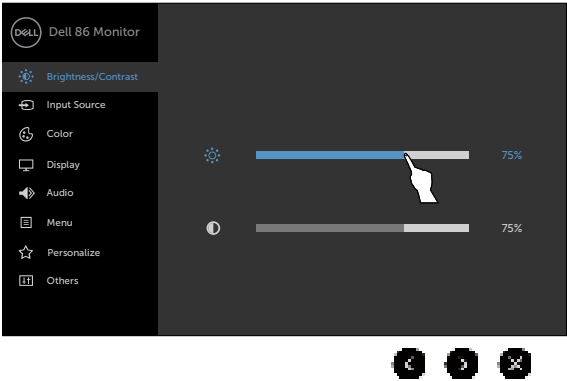 DELL Dell 86 Monitor
Brightness/Contrast
Input Source
Color
Display
Audio
Menu
Personalize
Others
75%
75%